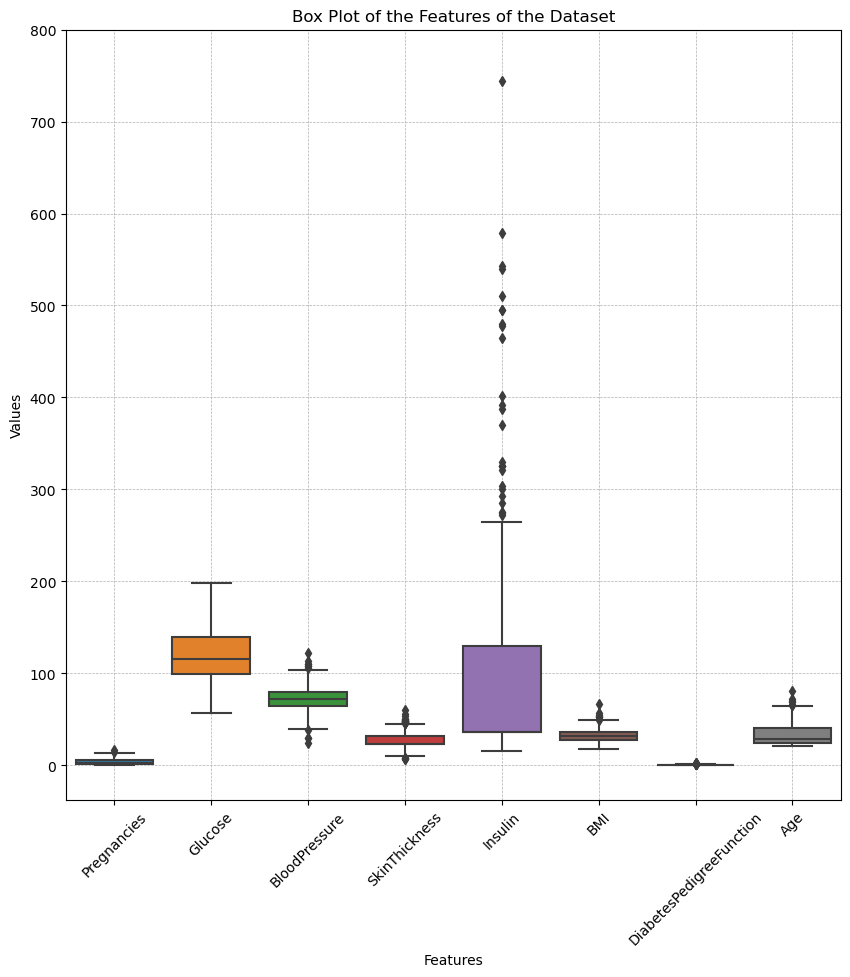 Box Plot of the Features of the Dataset
800
700
600
500
400
300
200
100
0
Values
Pregnancies
Glucose
BloodPressure
SkinThickness
Insulin
BMI
DiabetesPedigreeFunction
Age
Features